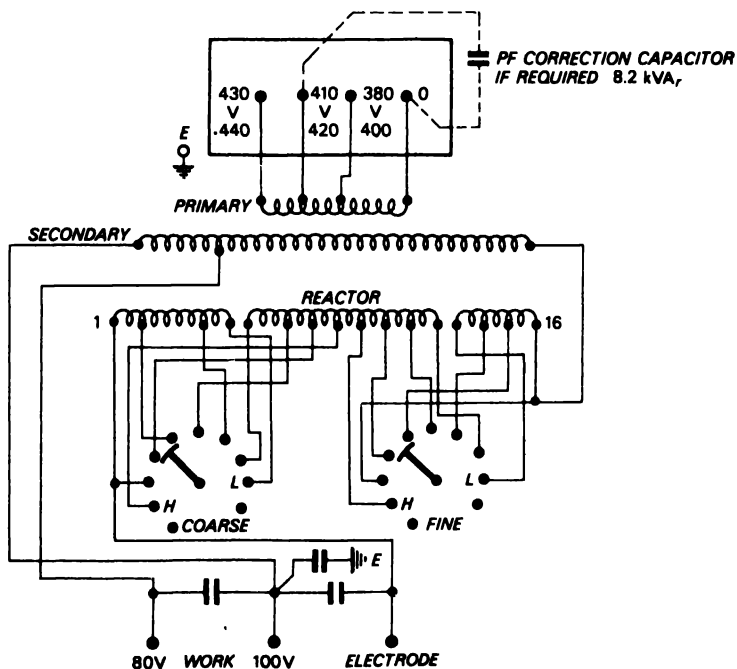 PF CORRECTION CAPACITOR
IF REQUIRED 8.2 kVAr
430 410 380 0
V V V
.440 420 400
E
PRIMARY
SECONDARY
REACTOR
1 16
L L
H H
COARSE FINE
E
80V WORK 100V ELECTRODE